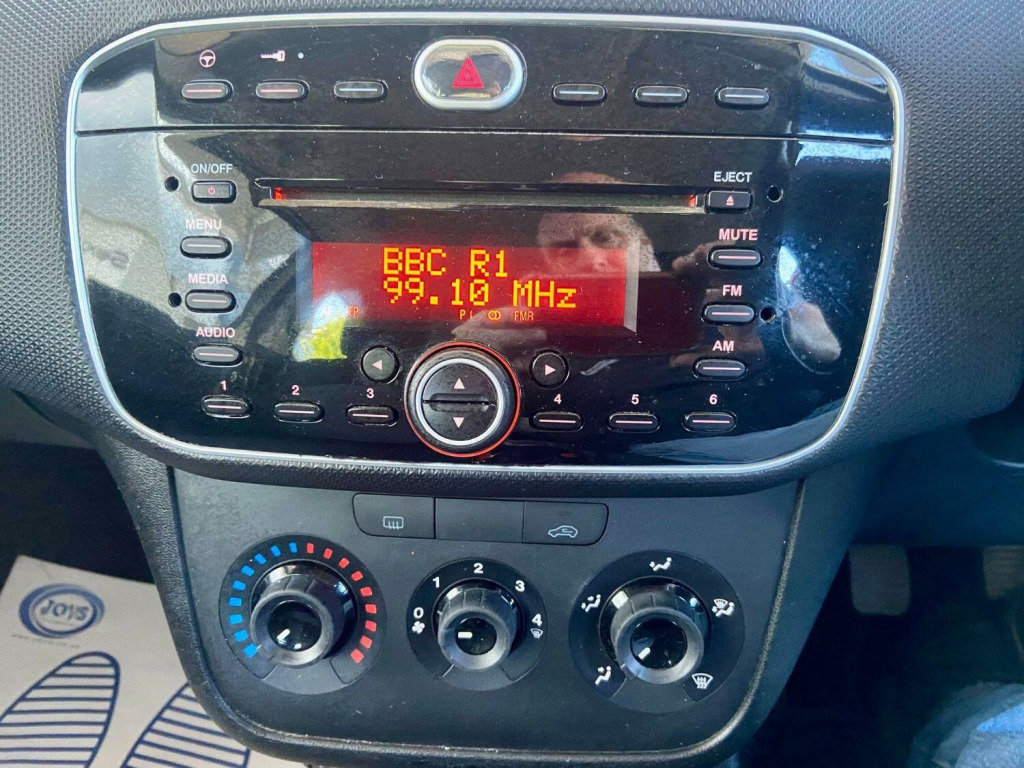 ON/OFF
EJECT
MENU
MUTE
MEDIA
BBC R1
99.10 MHz
FM
AUDIO
AM
1 2 3 4 5 6
0 1 2 3 4
JOYS